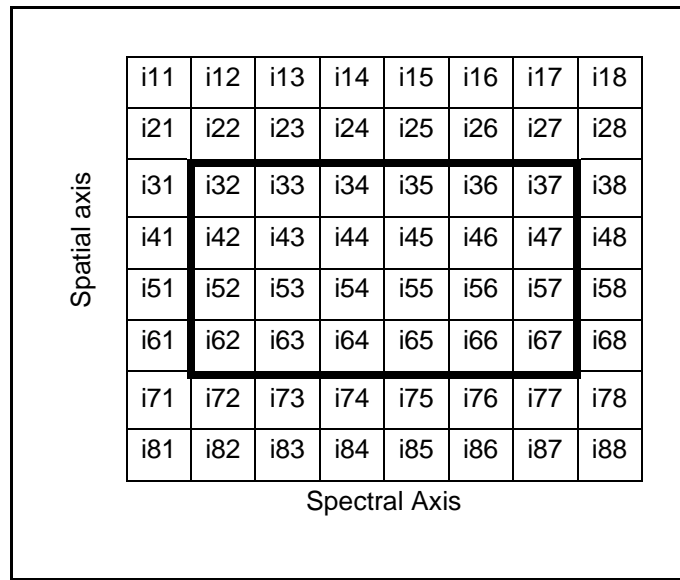 i11 i12 i13 i14 i15 i16 i17 i18
i21 i22 i23 i24 i25 i26 i27 i28
i31 i32 i33 i34 i35 i36 i37 i38
i41 i42 i43 i44 i45 i46 i47 i48
i51 i52 i53 i54 i55 i56 i57 i58
i61 i62 i63 i64 i65 i66 i67 i68
i71 i72 i73 i74 i75 i76 i77 i78
i81 i82 i83 i84 i85 i86 i87 i88
Spatial axis
Spectral Axis